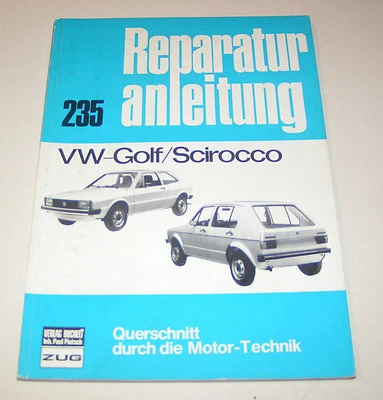 Reparatur
235 anleitung
VW-Golf/Scirocco
VERLAG BUCHELI
Inh. Paul Pietsch
ZUG
Querschnitt
durch die Motor-Technik